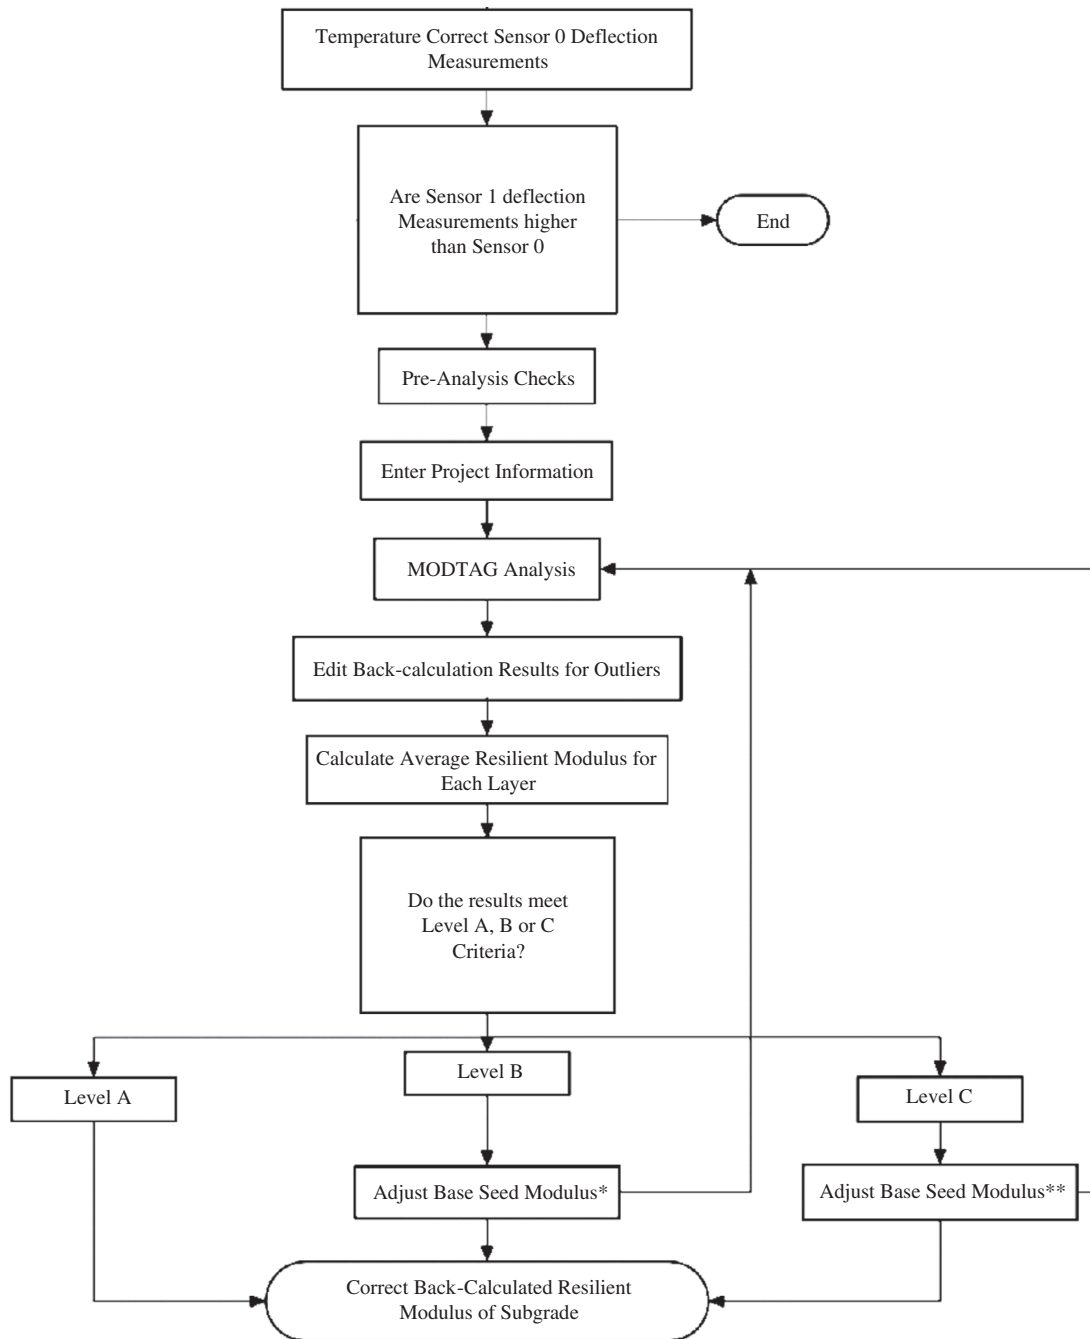 Temperature Correct Sensor 0 Deflection
Measurements
Are Sensor 1 deflection
Measurements higher
than Sensor 0
End
Pre-Analysis Checks
Enter Project Information
MODTAG Analysis
Edit Back-calculation Results for Outliers
Calculate Average Resilient Modulus for
Each Layer
Do the results meet
Level A, B or C
Criteria?
Level A
Level B
Level C
Adjust Base Seed Modulus*
Adjust Base Seed Modulus**
Correct Back-Calculated Resilient
Modulus of Subgrade